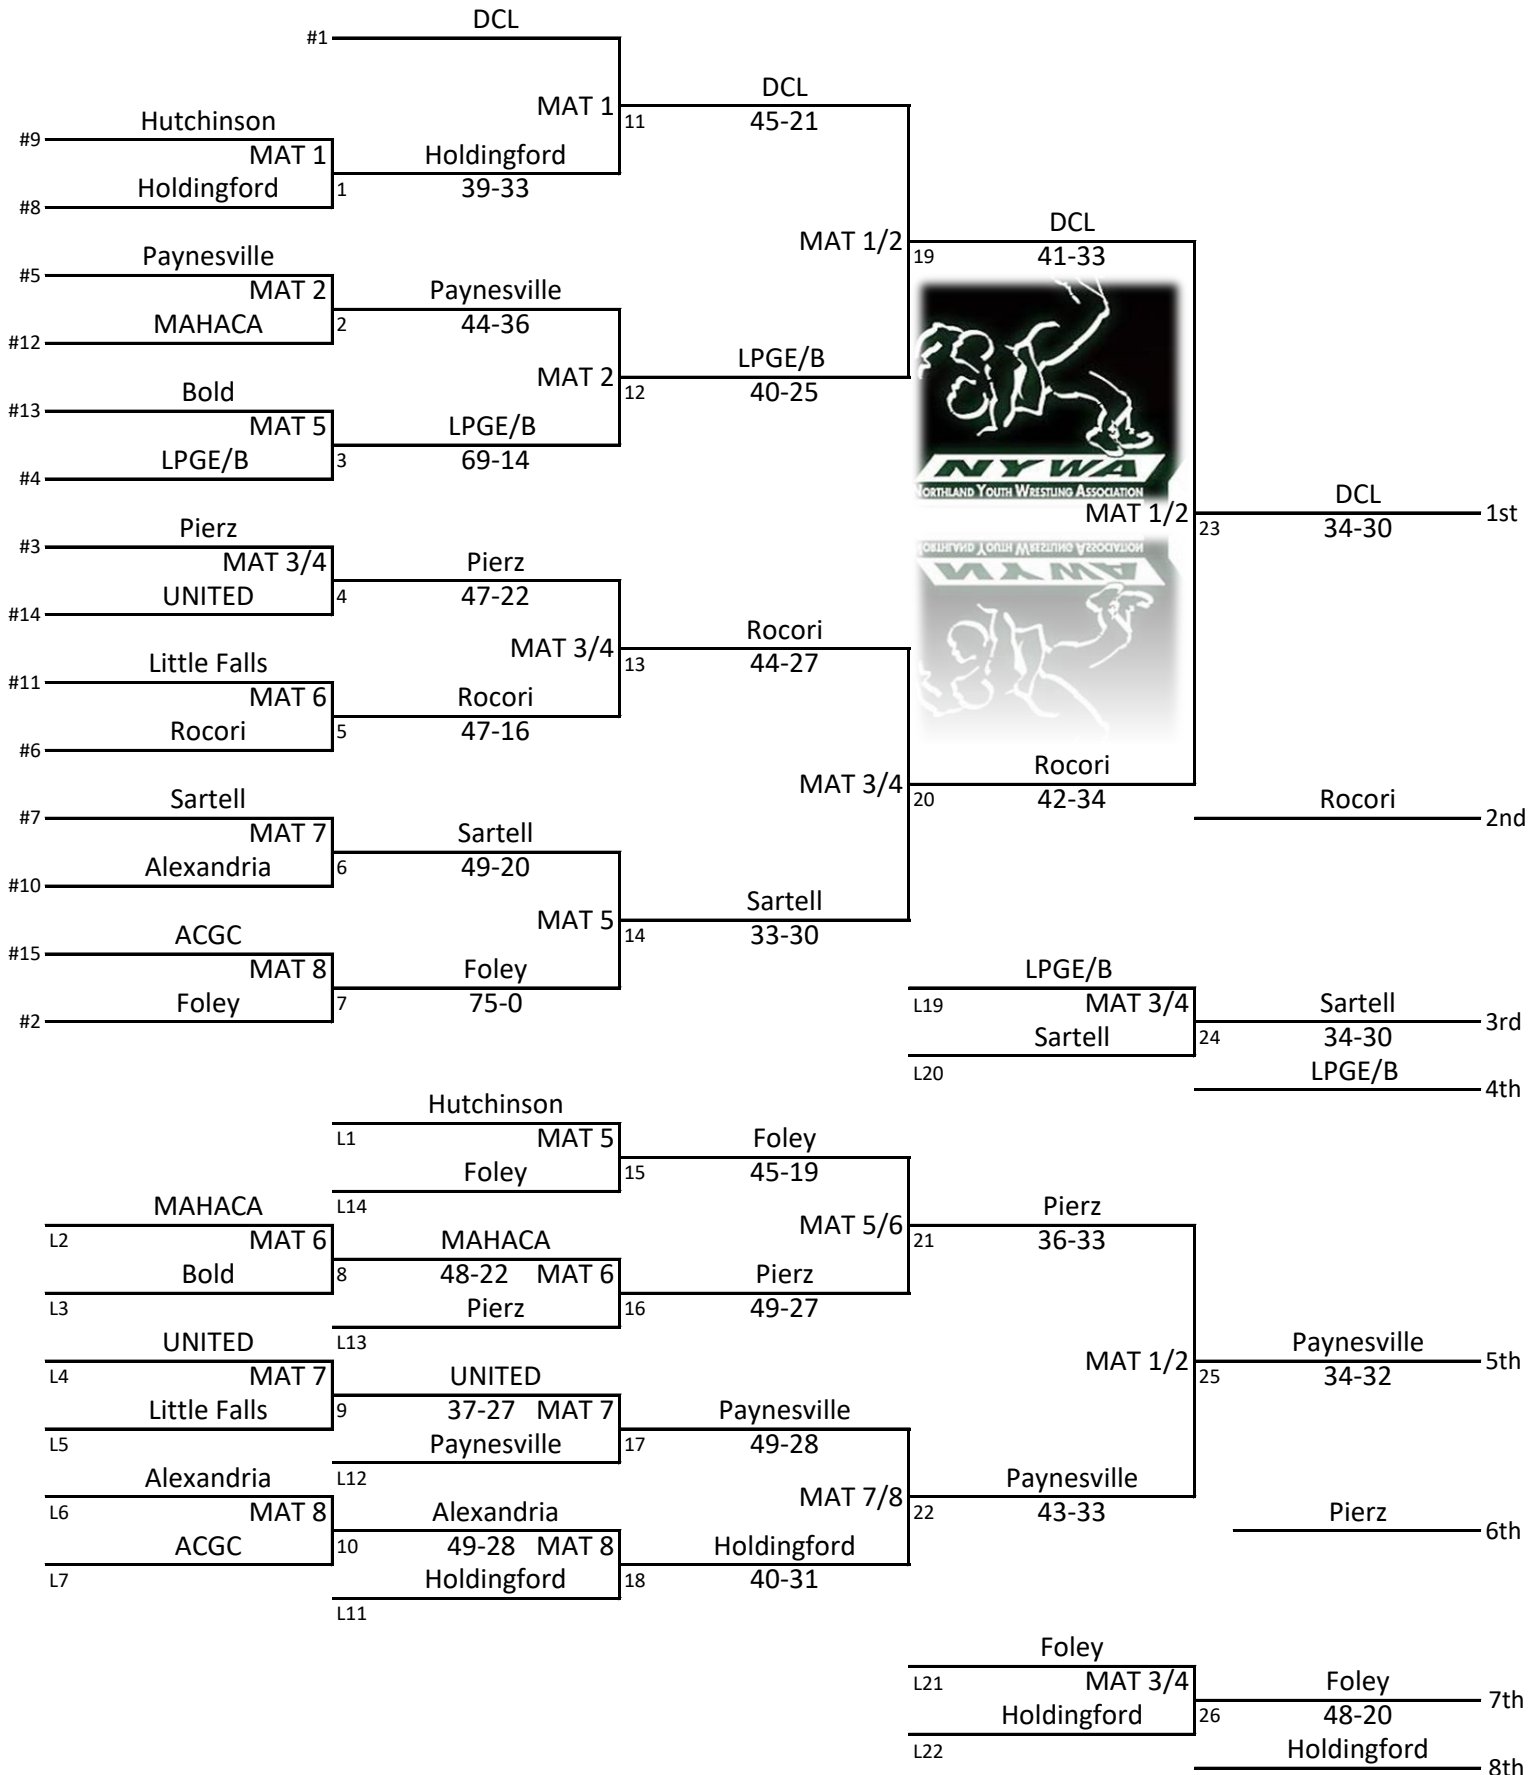 DCL
#1
DCL
MAT 1
11
45-21
Hutchinson
#9
MAT 1
Holdingford
Holdingford
1
39-33
#8
DCL
MAT 1/2
19
41-33
Paynesville
#5
MAT 2
Paynesville
MAHACA
2
44-36
#12
LPGE/B
MAT 2
12
40-25
Bold
#13
MAT 5
LPGE/B
LPGE/B
3
69-14
#4
NYWA
NORTHLAND YOUTH WRESTLING ASSOCIATION
MAT 1/2
23
DCL
34-30
1st
Pierz
#3
MAT 3/4
Pierz
UNITED
4
47-22
#14
Rocori
MAT 3/4
13
44-27
Little Falls
#11
MAT 6
Rocori
Rocori
5
47-16
#6
Rocori
MAT 3/4
20
42-34
Rocori
2nd
Sartell
#7
MAT 7
Sartell
Alexandria
6
49-20
#10
Sartell
MAT 5
14
33-30
ACGC
#15
MAT 8
Foley
Foley
7
75-0
#2
LPGE/B
L19
MAT 3/4
Sartell
3rd
Sartell
24
34-30
L20
LPGE/B
4th
Hutchinson
L1
MAT 5
Foley
Foley
15
45-19
L14
MAHACA
L2
MAT 6
MAHACA
Bold
8
48-22 MAT 6
L3
Pierz
16
Pierz
49-27
L13
MAT 5/6
21
Pierz
36-33
UNITED
L4
MAT 7
UNITED
Little Falls
9
37-27 MAT 7
L5
Paynesville
17
Paynesville
49-28
L12
MAT 1/2
25
Paynesville
34-32
5th
Alexandria
L6
MAT 8
Alexandria
ACGC
10
49-28 MAT 8
L7
Holdingford
18
Holdingford
40-31
L11
MAT 7/8
22
Paynesville
43-33
Pierz
6th
Foley
L21
MAT 3/4
Foley
7th
Holdingford
26
48-20
L22
Holdingford
8th